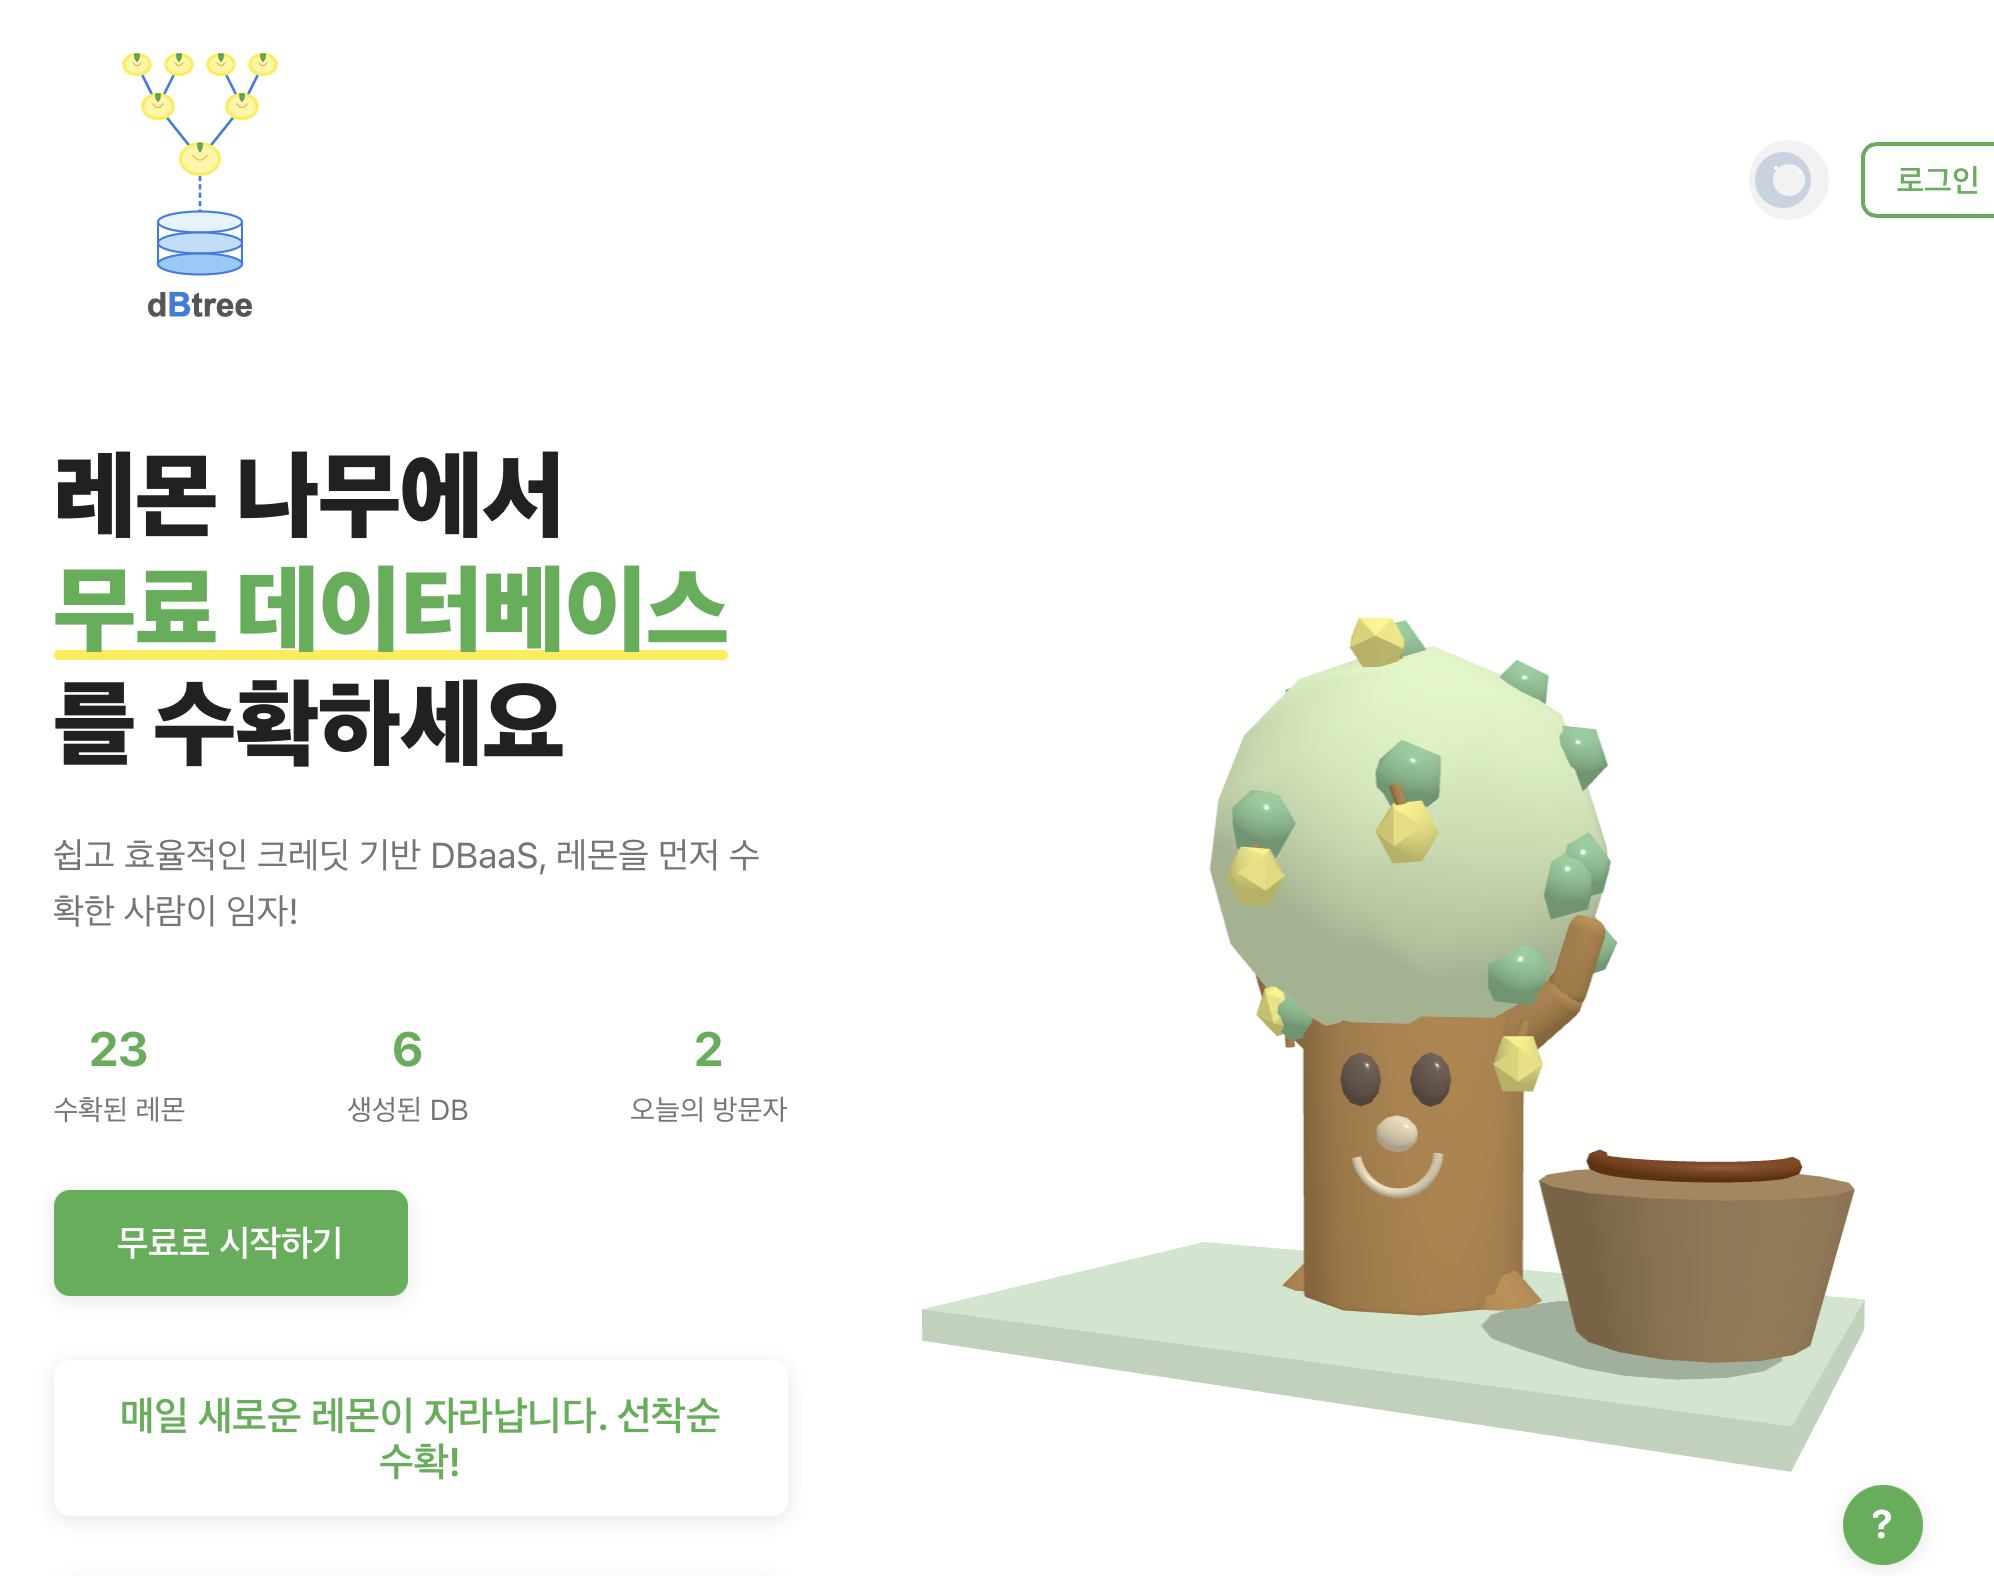 dBtree
로그인
레몬 나무에서
무료 데이터베이스
를 수확하세요
쉽고 효율적인 크레딧 기반 DBaaS, 레몬을 먼저 수
확한 사람이 임자!
23
수확된 레몬
6
생성된 DB
2
오늘의 방문자
무료로 시작하기
매일 새로운 레몬이 자라납니다. 선착순
수확!
?